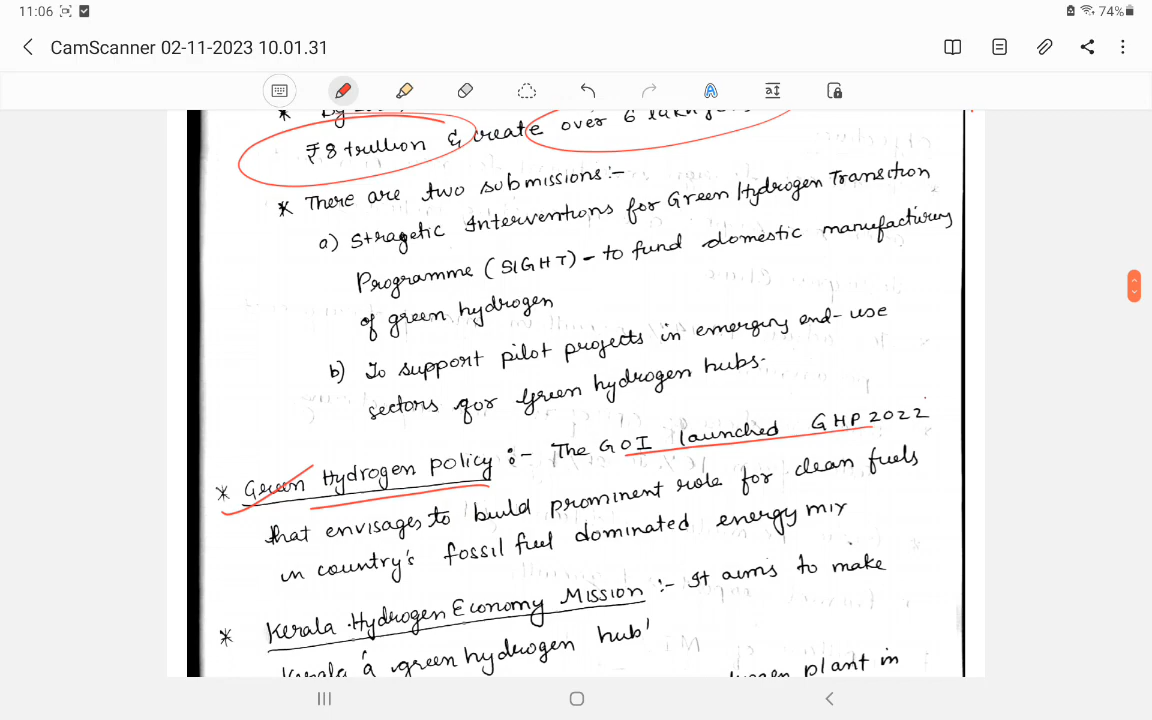 11:06 74%
CamScanner 02-11-2023 10.01.31
* By
₹8 trillion & create over 6 lakh
* There are two submissions:-
a) Stragetic Interventions for Green Hydrogen Transition
Programme (SIGHT) - to fund domestic manufacturing
of green hydrogen
b) To support pilot projects in emerging end-use
sectors for green hydrogen hubs.
* Green Hydrogen policy :- The GOI launched GHP 2022
that envisages to build prominent role for clean fuels
in country's fossil fuel dominated energy mix
* Kerala Hydrogen Economy Mission :- It aims to make
Kerala 'a green hydrogen hub'
plant in